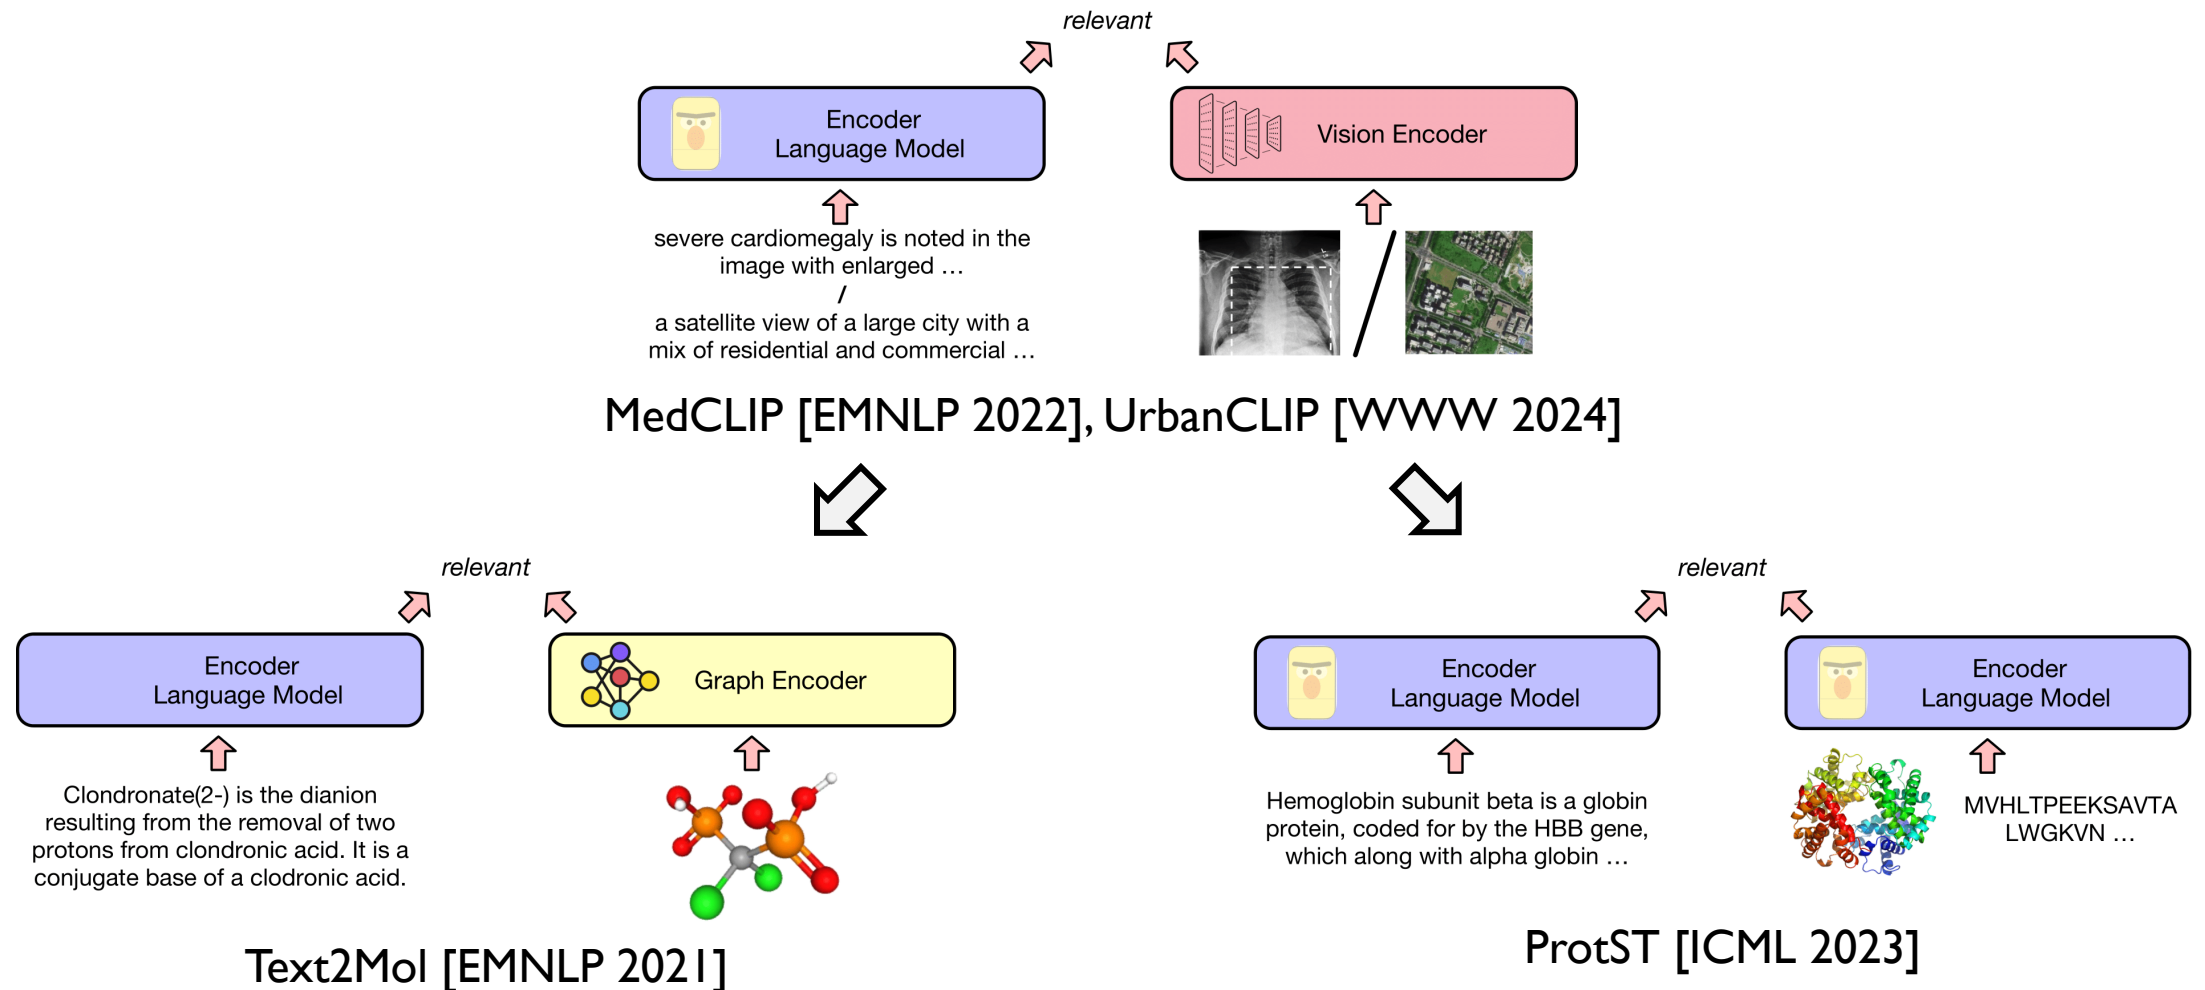 relevant
Encoder
Language Model
Vision Encoder
severe cardiomegaly is noted in the
image with enlarged ...
/
a satellite view of a large city with a
mix of residential and commercial ...
MedCLIP [EMNLP 2022], UrbanCLIP [WWW 2024]
relevant
Encoder
Language Model
Graph Encoder
Clondronate(2-) is the dianion
resulting from the removal of two
protons from clondronic acid. It is a
conjugate base of a clodronic acid.
Text2Mol [EMNLP 2021]
relevant
Encoder
Language Model
Encoder
Language Model
Hemoglobin subunit beta is a globin
protein, coded for by the HBB gene,
which along with alpha globin ...
MVHLTPEEKSAVTA
LWGKVN ...
ProtST [ICML 2023]